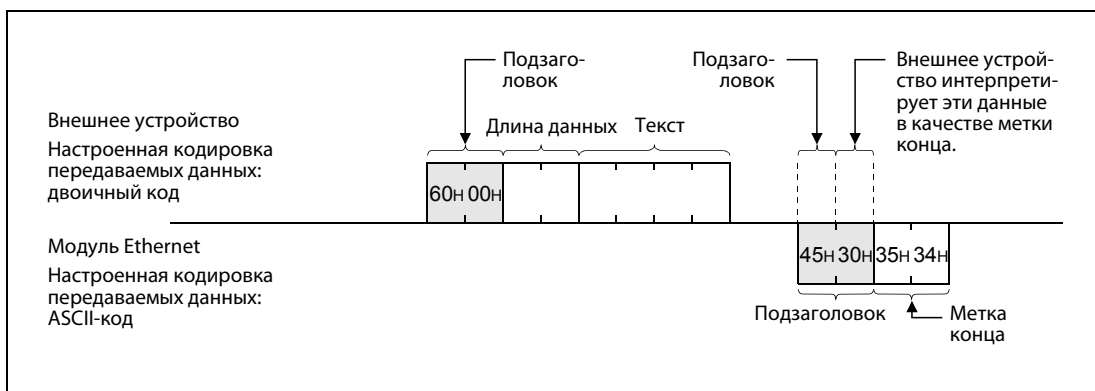 Подзаго-
ловок
Подзаго-
ловок
Внешнее устрой-
ство интерпрети-
рует эти данные
в качестве метки
конца.
Внешнее устройство
Настроенная кодировка
передаваемых данных:
двоичный код
Длина данных
Текст
60H 00H
Модуль Ethernet
Настроенная кодировка
передаваемых данных:
ASCII-код
45H 30H 35H 34H
Подзаголовок
Метка
конца